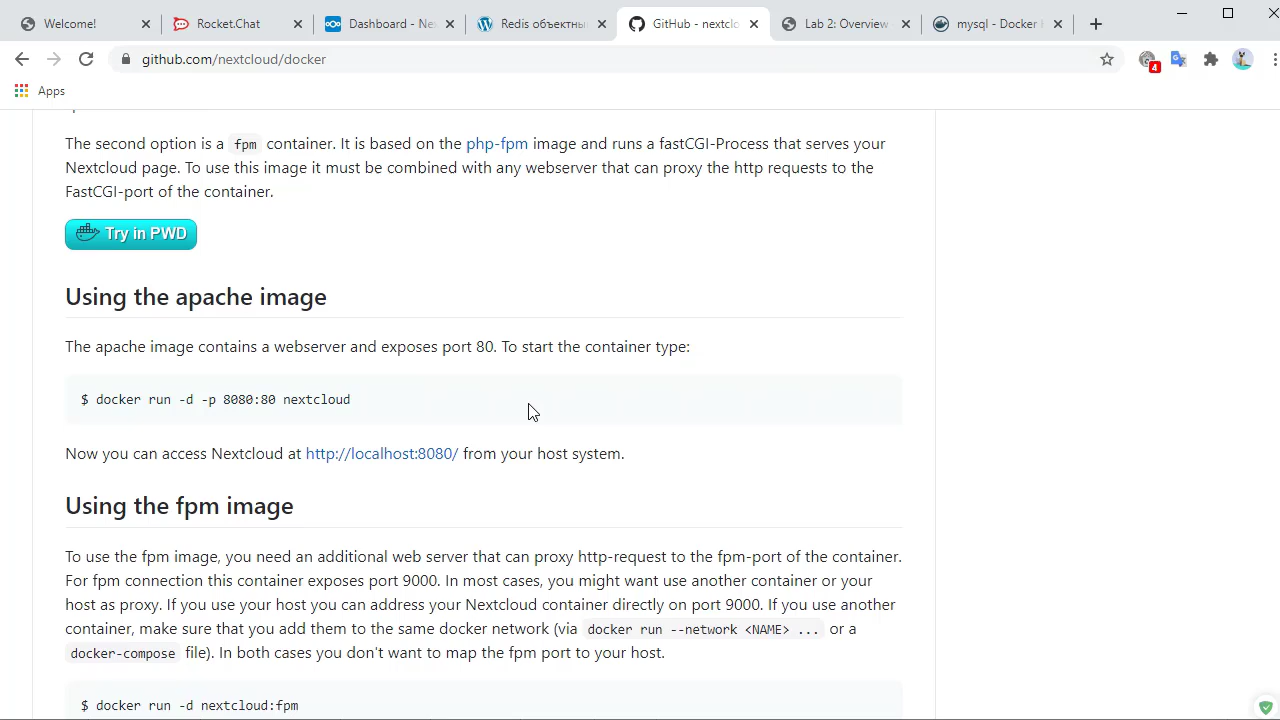 Welcome!
Rocket.Chat
Dashboard - Ne
Redis объектны
GitHub - nextclo
Lab 2: Overview
mysql - Docker
github.com/nextcloud/docker
4
Apps
The second option is a fpm container. It is based on the php-fpm image and runs a fastCGI-Process that serves your
Nextcloud page. To use this image it must be combined with any webserver that can proxy the http requests to the
FastCGI-port of the container.
Try in PWD
Using the apache image
The apache image contains a webserver and exposes port 80. To start the container type:
$ docker run -d -p 8080:80 nextcloud
Now you can access Nextcloud at http://localhost:8080/ from your host system.
Using the fpm image
To use the fpm image, you need an additional web server that can proxy http-request to the fpm-port of the container.
For fpm connection this container exposes port 9000. In most cases, you might want use another container or your
host as proxy. If you use your host you can address your Nextcloud container directly on port 9000. If you use another
container, make sure that you add them to the same docker network (via docker run --network <NAME> ... or a
docker-compose file). In both cases you don't want to map the fpm port to your host.
$ docker run -d nextcloud:fpm